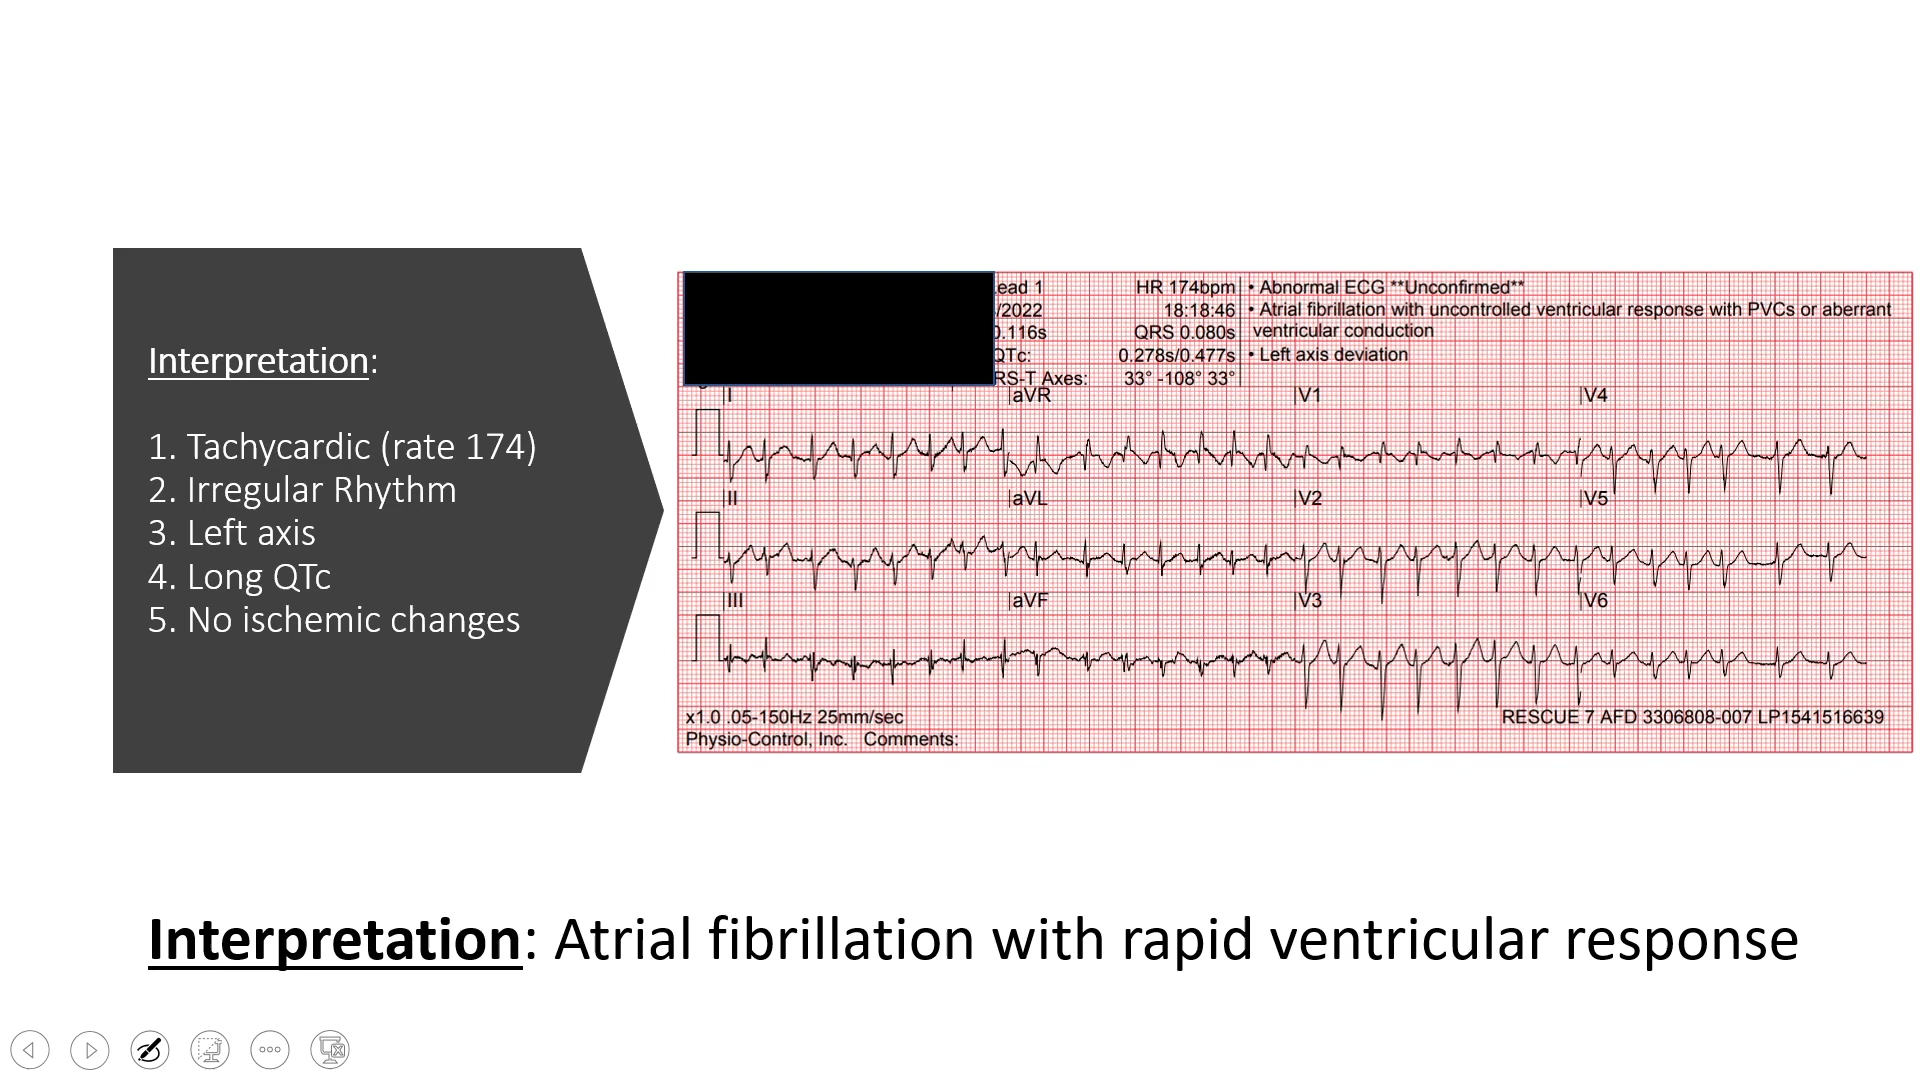 Interpretation:
1. Tachycardic (rate 174)
2. Irregular Rhythm
3. Left axis
4. Long QTc
5. No ischemic changes
ead 1 HR 174bpm
/2022 18:18:46
0.116s QRS 0.080s
QTc: 0.278s/0.477s
RS-T Axes: 33° -108° 33°
• Abnormal ECG **Unconfirmed**
• Atrial fibrillation with uncontrolled ventricular response with PVCs or aberrant
ventricular conduction
• Left axis deviation
I aVR V1 V4
II aVL V2 V5
III aVF V3 V6
x1.0 .05-150Hz 25mm/sec
RESCUE 7 AFD 3306808-007 LP1541516639
Physio-Control, Inc. Comments:
Interpretation: Atrial fibrillation with rapid ventricular response